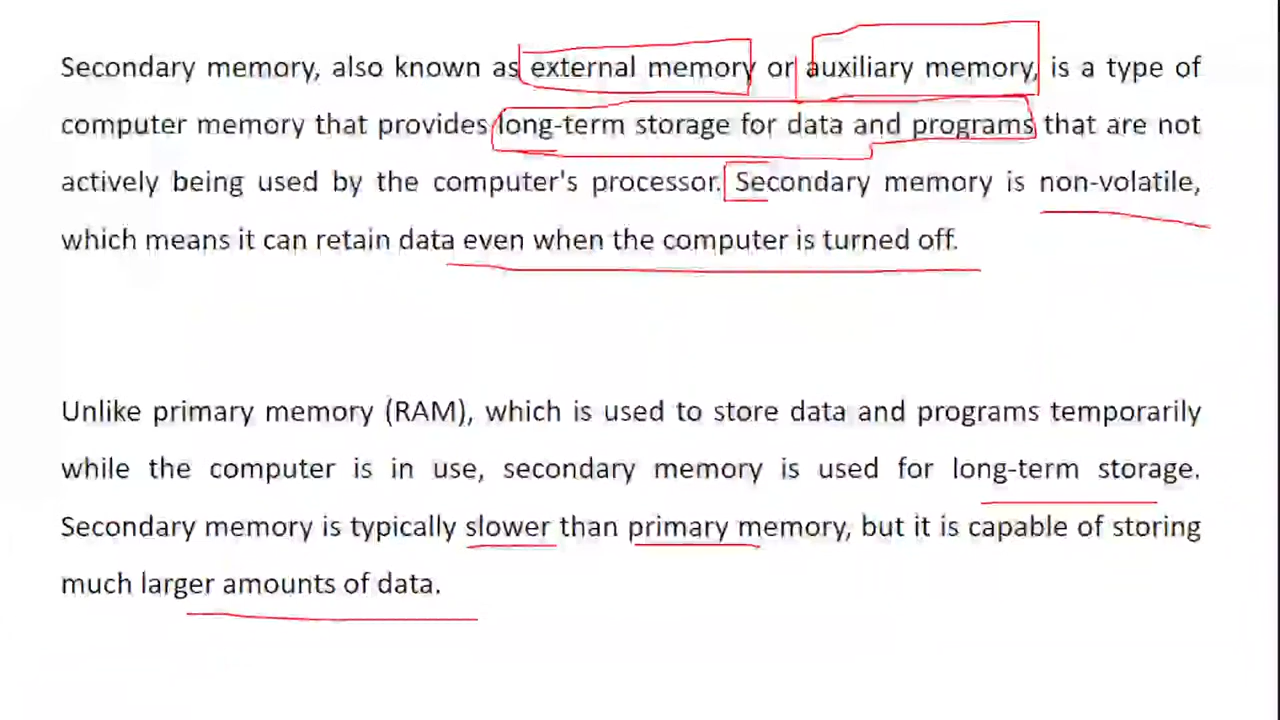 Secondary memory, also known as external memory or auxiliary memory, is a type of
computer memory that provides long-term storage for data and programs that are not
actively being used by the computer's processor. Secondary memory is non-volatile,
which means it can retain data even when the computer is turned off.
Unlike primary memory (RAM), which is used to store data and programs temporarily
while the computer is in use, secondary memory is used for long-term storage.
Secondary memory is typically slower than primary memory, but it is capable of storing
much larger amounts of data.